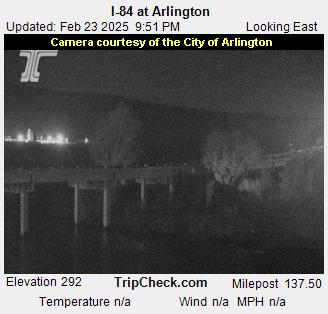 I-84 at Arlington
Updated: Feb 23 2025 9:51 PM Looking East
Camera courtesy of the City of Arlington
Elevation 292 TripCheck.com Milepost 137.50
Temperature n/a Wind n/a MPH n/a